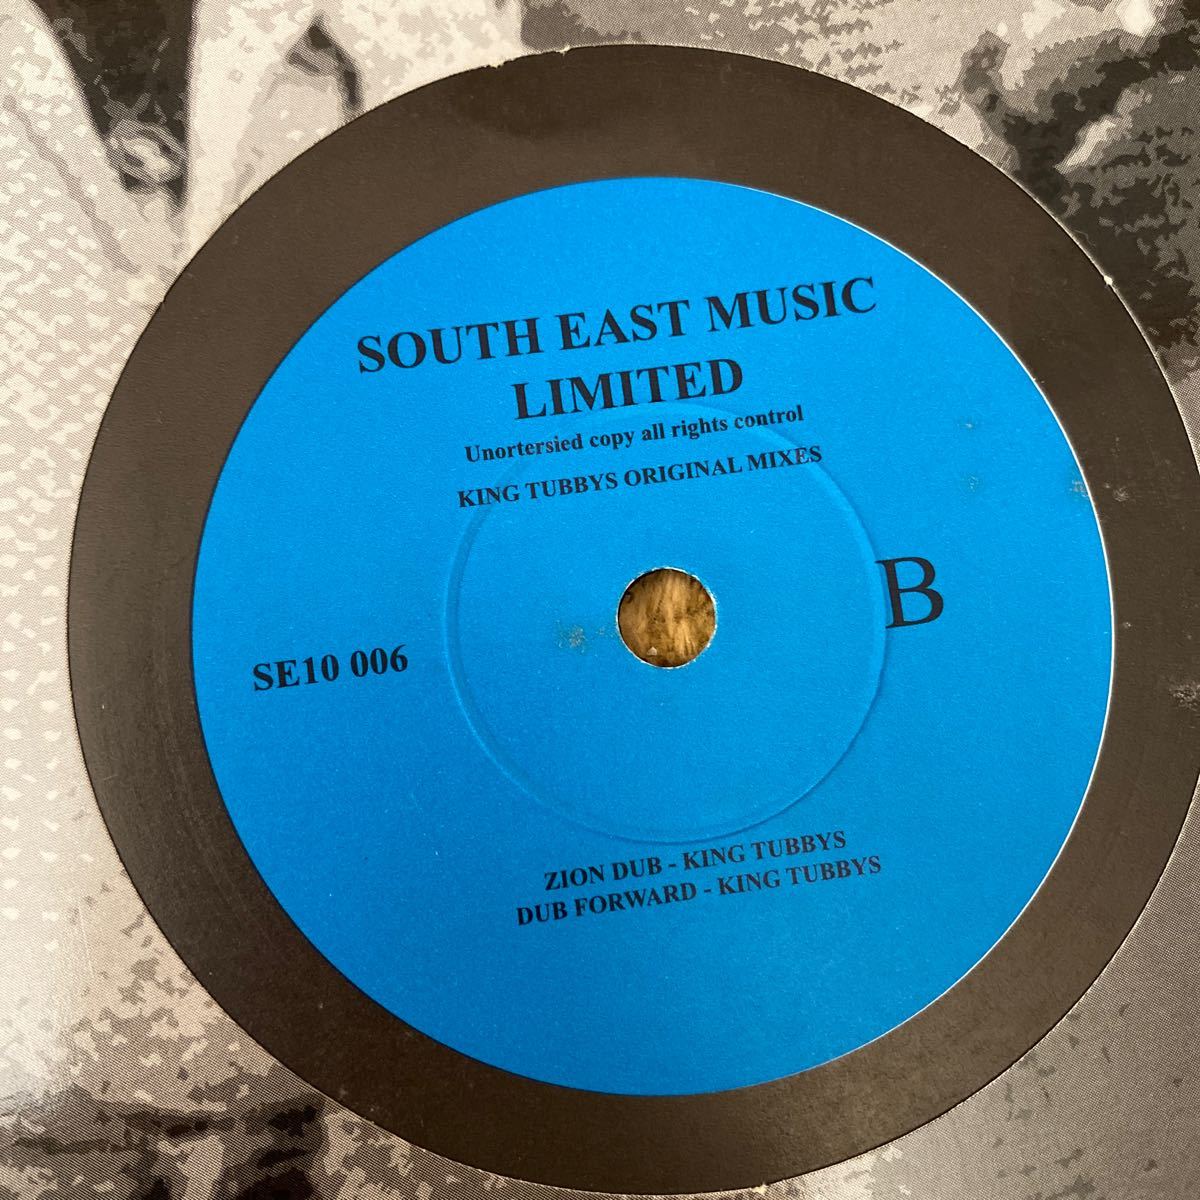 SOUTH EAST MUSIC
LIMITED
Unortersied copy all rights control
KING TUBBYS ORIGINAL MIXES
B
SE10 006
ZION DUB - KING TUBBYS
DUB FORWARD - KING TUBBYS